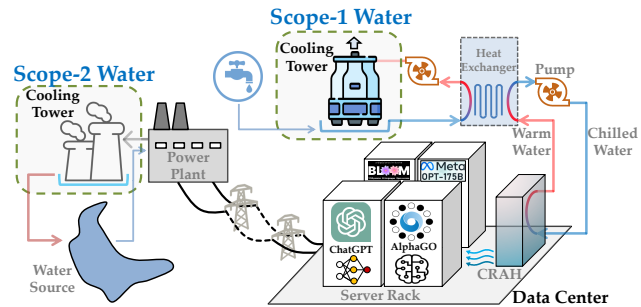 Scope-1 Water
Cooling
Tower
Heat
Exchanger
Pump
Scope-2 Water
Cooling
Tower
Power
Plant
Warm
Water
Chilled
Water
BLOOM
Meta
OPT-175B
ChatGPT
AlphaGO
Water
Source
CRAH
Server Rack
Data Center